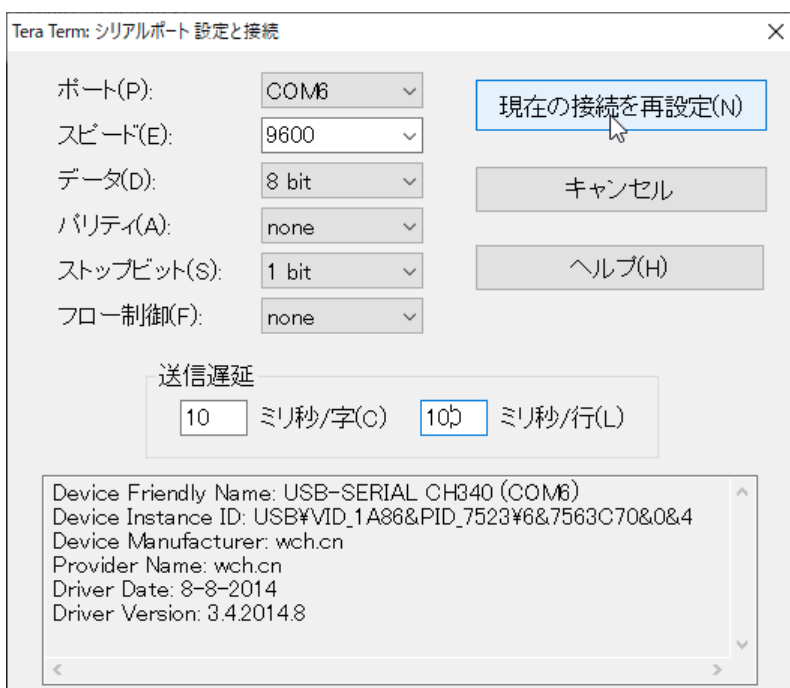 Tera Term: シリアルポート 設定と接続
ポート(P): COM6
スピード(E): 9600
データ(D): 8 bit
パリティ(A): none
ストップビット(S): 1 bit
フロー制御(F): none
現在の接続を再設定(N)
キャンセル
ヘルプ(H)
送信遅延
10 ミリ秒/字(C) 100 ミリ秒/行(L)
Device Friendly Name: USB-SERIAL CH340 (COM6)
Device Instance ID: USB¥VID_1A86&PID_7523¥6&7563C70&0&4
Device Manufacturer: wch.cn
Provider Name: wch.cn
Driver Date: 8-8-2014
Driver Version: 3.4.2014.8